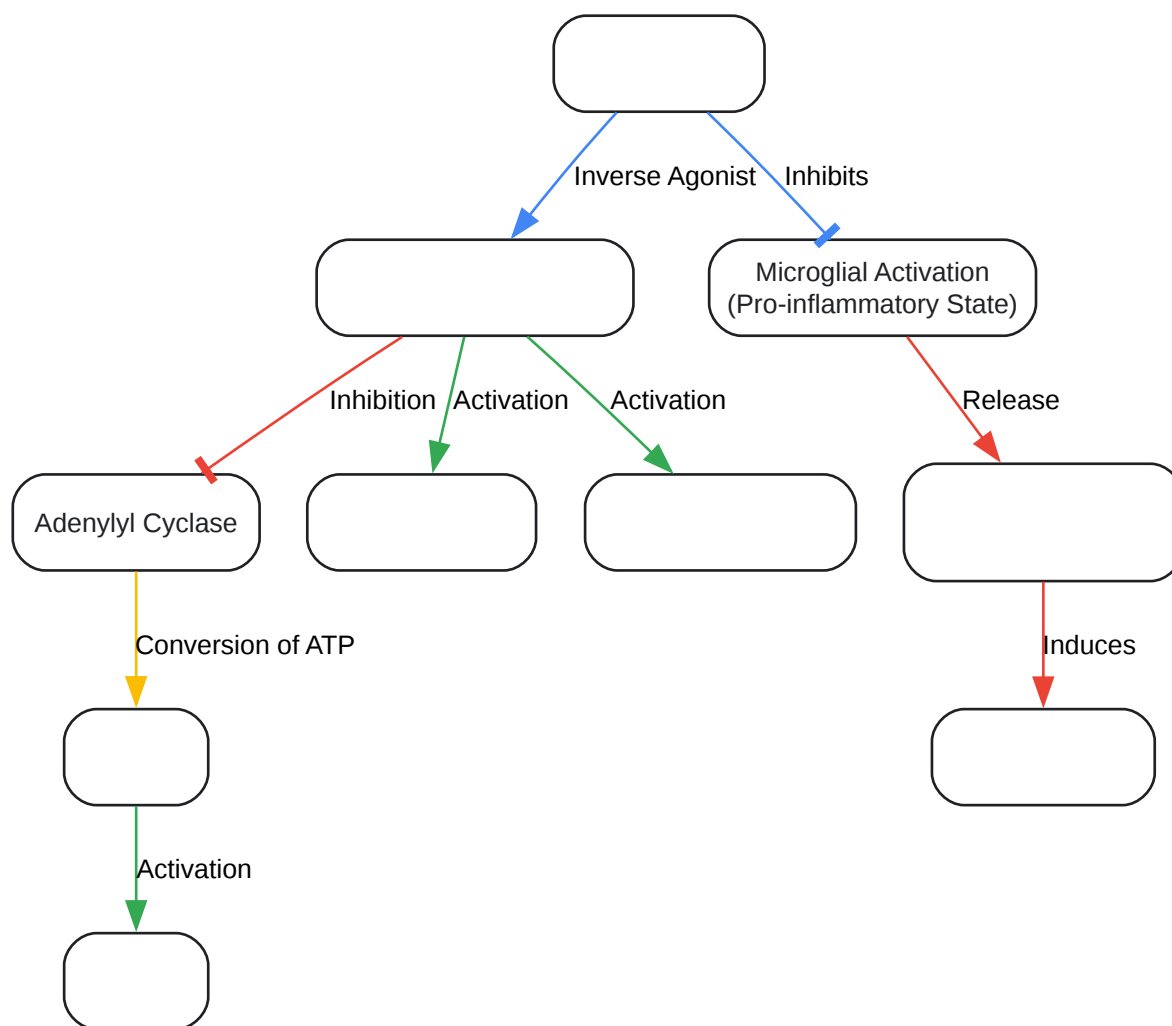 Inverse Agonist
Inhibits
Microglial Activation
(Pro-inflammatory State)
Inhibition
Activation
Activation
Release
Adenylyl Cyclase
Conversion of ATP
Induces
Activation